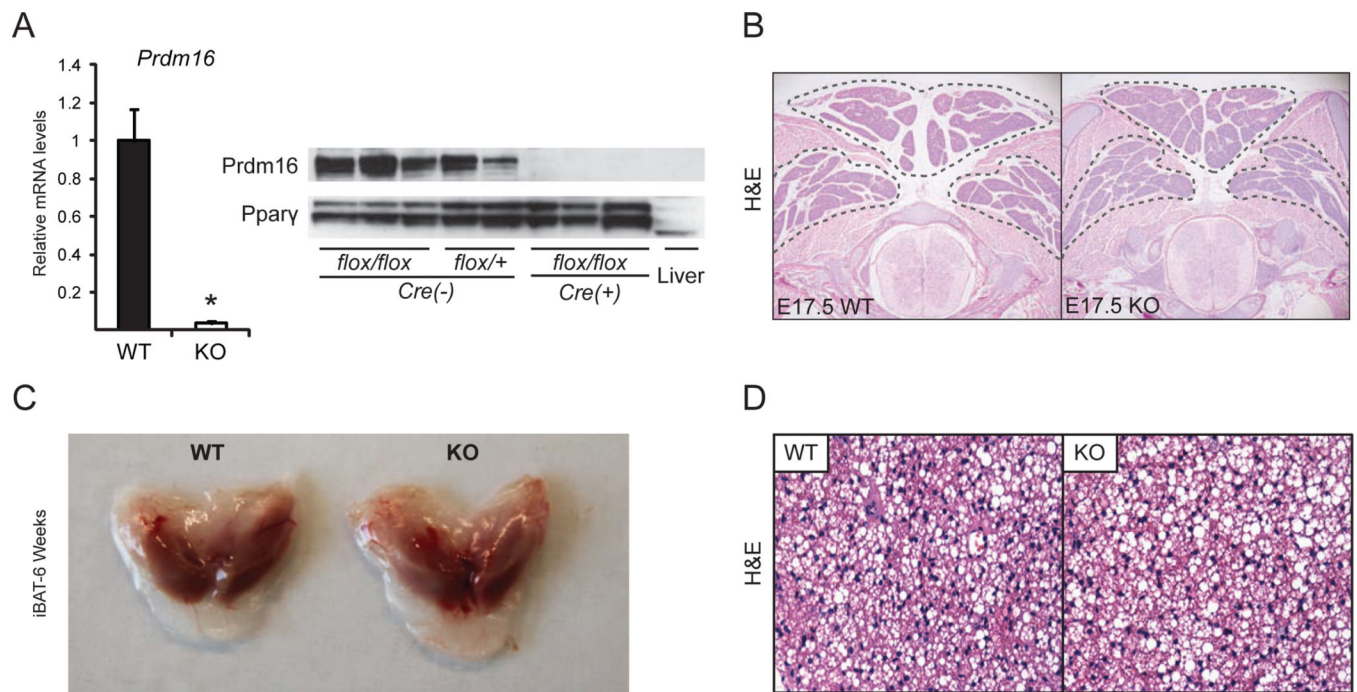 A
Prdm16
Relative mRNA levels
1.4
1.2
1
0.8
0.6
0.4
0.2
*
WT KO
Prdm16
Pparγ
flox/flox flox/+ flox/flox Liver
Cre(-) Cre(+)
B
H&E
E17.5 WT E17.5 KO
C
iBAT-6 Weeks
WT KO
D
H&E
WT KO